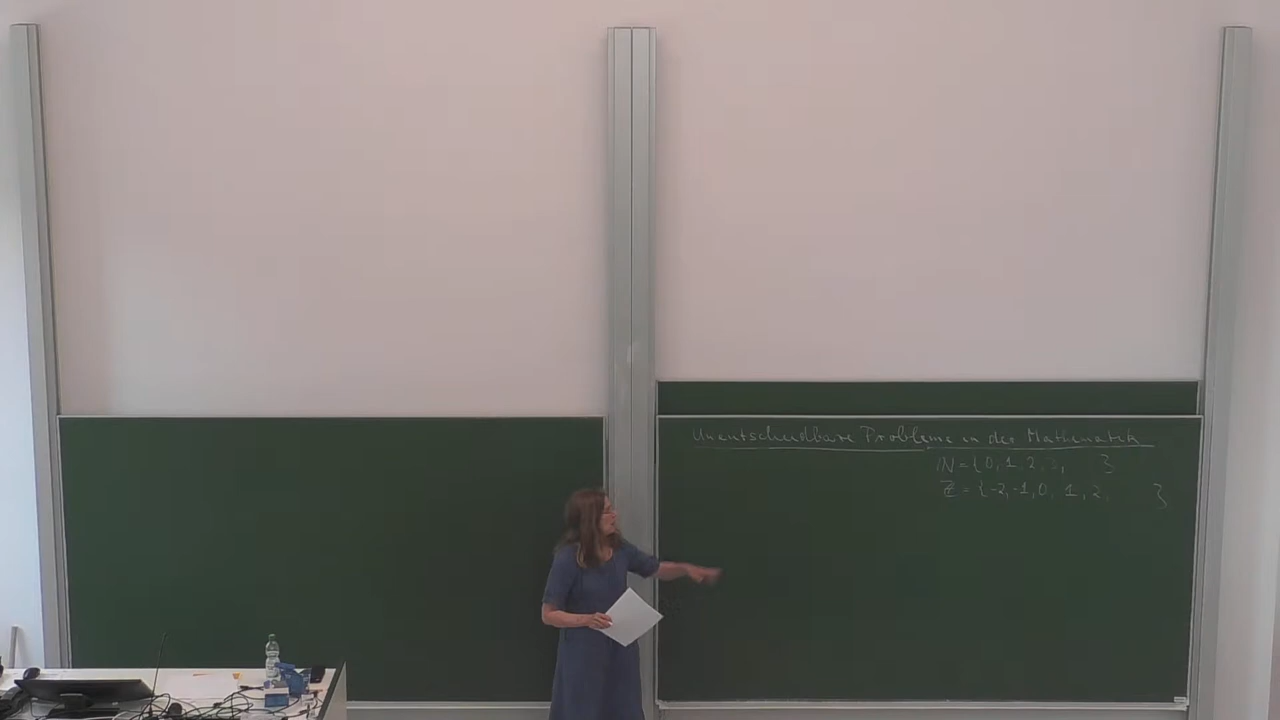 Unentscheidbare Probleme in der Mathematik
ℕ = {0, 1, 2, 3, }
ℤ = {-2, -1, 0, 1, 2, }